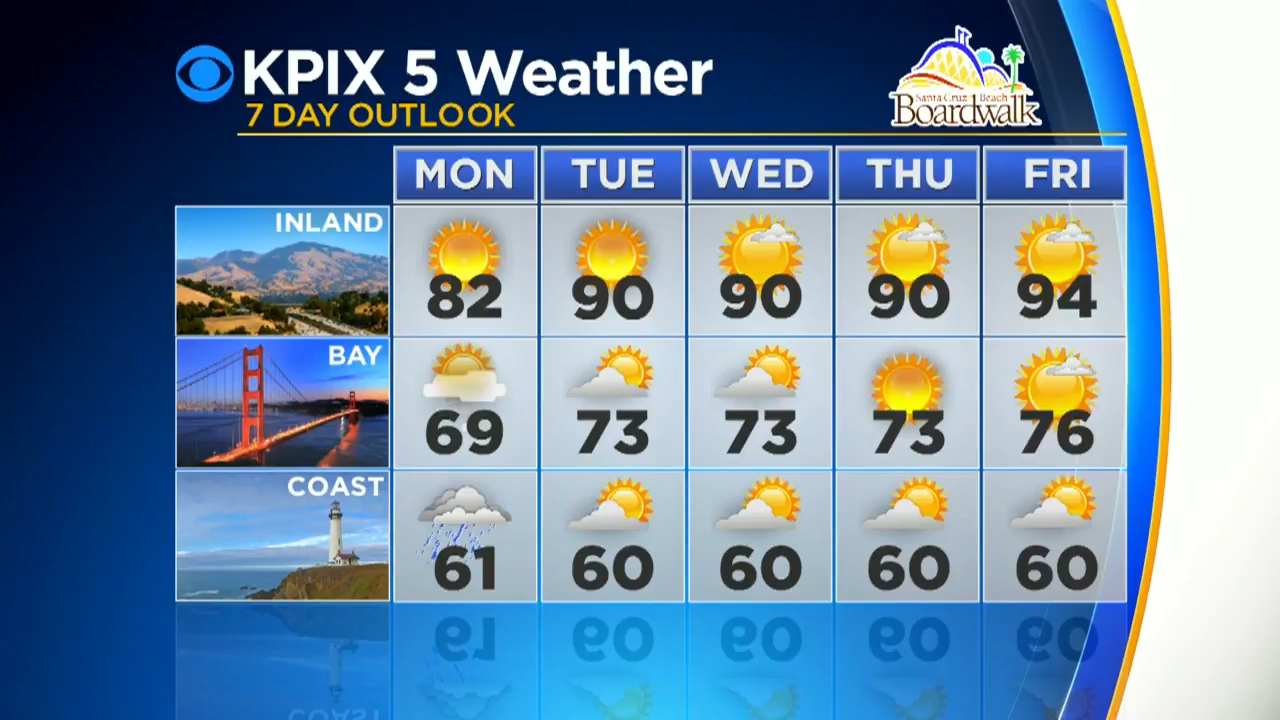 KPIX 5 Weather
7 DAY OUTLOOK
Santa Cruz Beach
Boardwalk
MON TUE WED THU FRI
INLAND
82 90 90 90 94
BAY
69 73 73 73 76
COAST
61 60 60 60 60